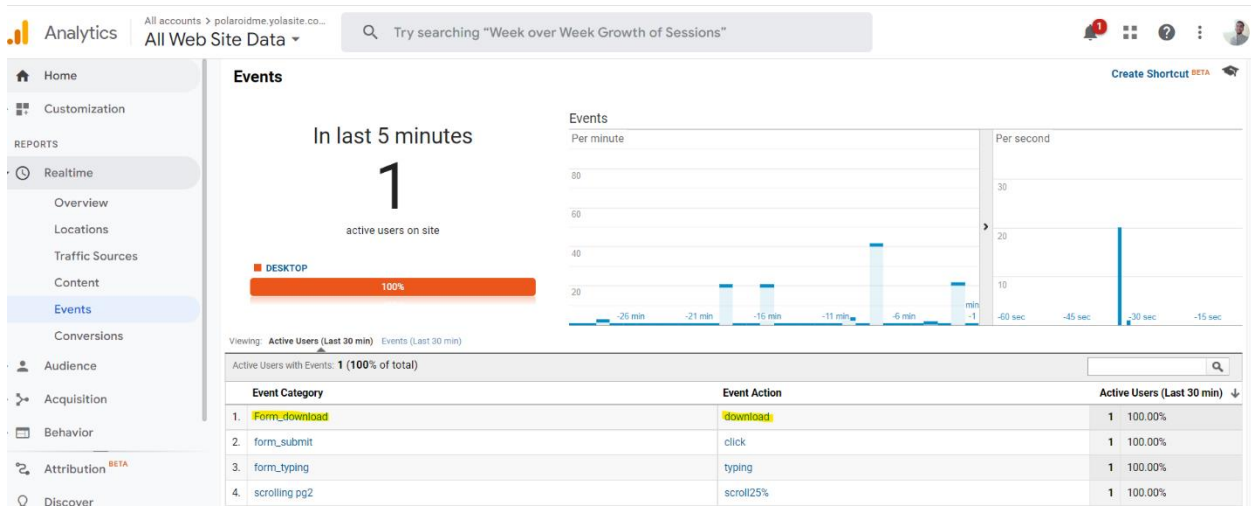 All accounts > polaroidme.yolasite.co...
Analytics
All Web Site Data
Try searching “Week over Week Growth of Sessions”
1
Home
Customization
REPORTS
Realtime
Overview
Locations
Traffic Sources
Content
Events
Conversions
Audience
Acquisition
Behavior
Attribution BETA
Discover
Events
Create Shortcut BETA
In last 5 minutes
1
active users on site
DESKTOP
100%
Events
Per minute
80
60
40
20
-26 min -21 min -16 min -11 min -6 min min -1
Per second
30
20
10
-60 sec -45 sec -30 sec -15 sec
Viewing: Active Users (Last 30 min) Events (Last 30 min)
Active Users with Events: 1 (100% of total)
Event Category Event Action Active Users (Last 30 min)
1. Form_download download 1 100.00%
2. form_submit click 1 100.00%
3. form_typing typing 1 100.00%
4. scrolling pg2 scroll25% 1 100.00%